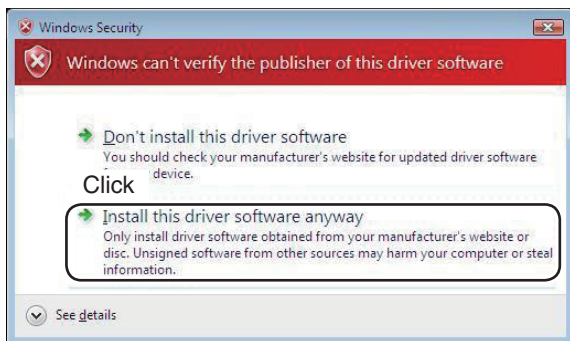 Windows Security
Windows can't verify the publisher of this driver software
Don't install this driver software
You should check your manufacturer's website for updated driver software
device.
Click
Install this driver software anyway
Only install driver software obtained from your manufacturer's website or
disc. Unsigned software from other sources may harm your computer or steal
information.
See details